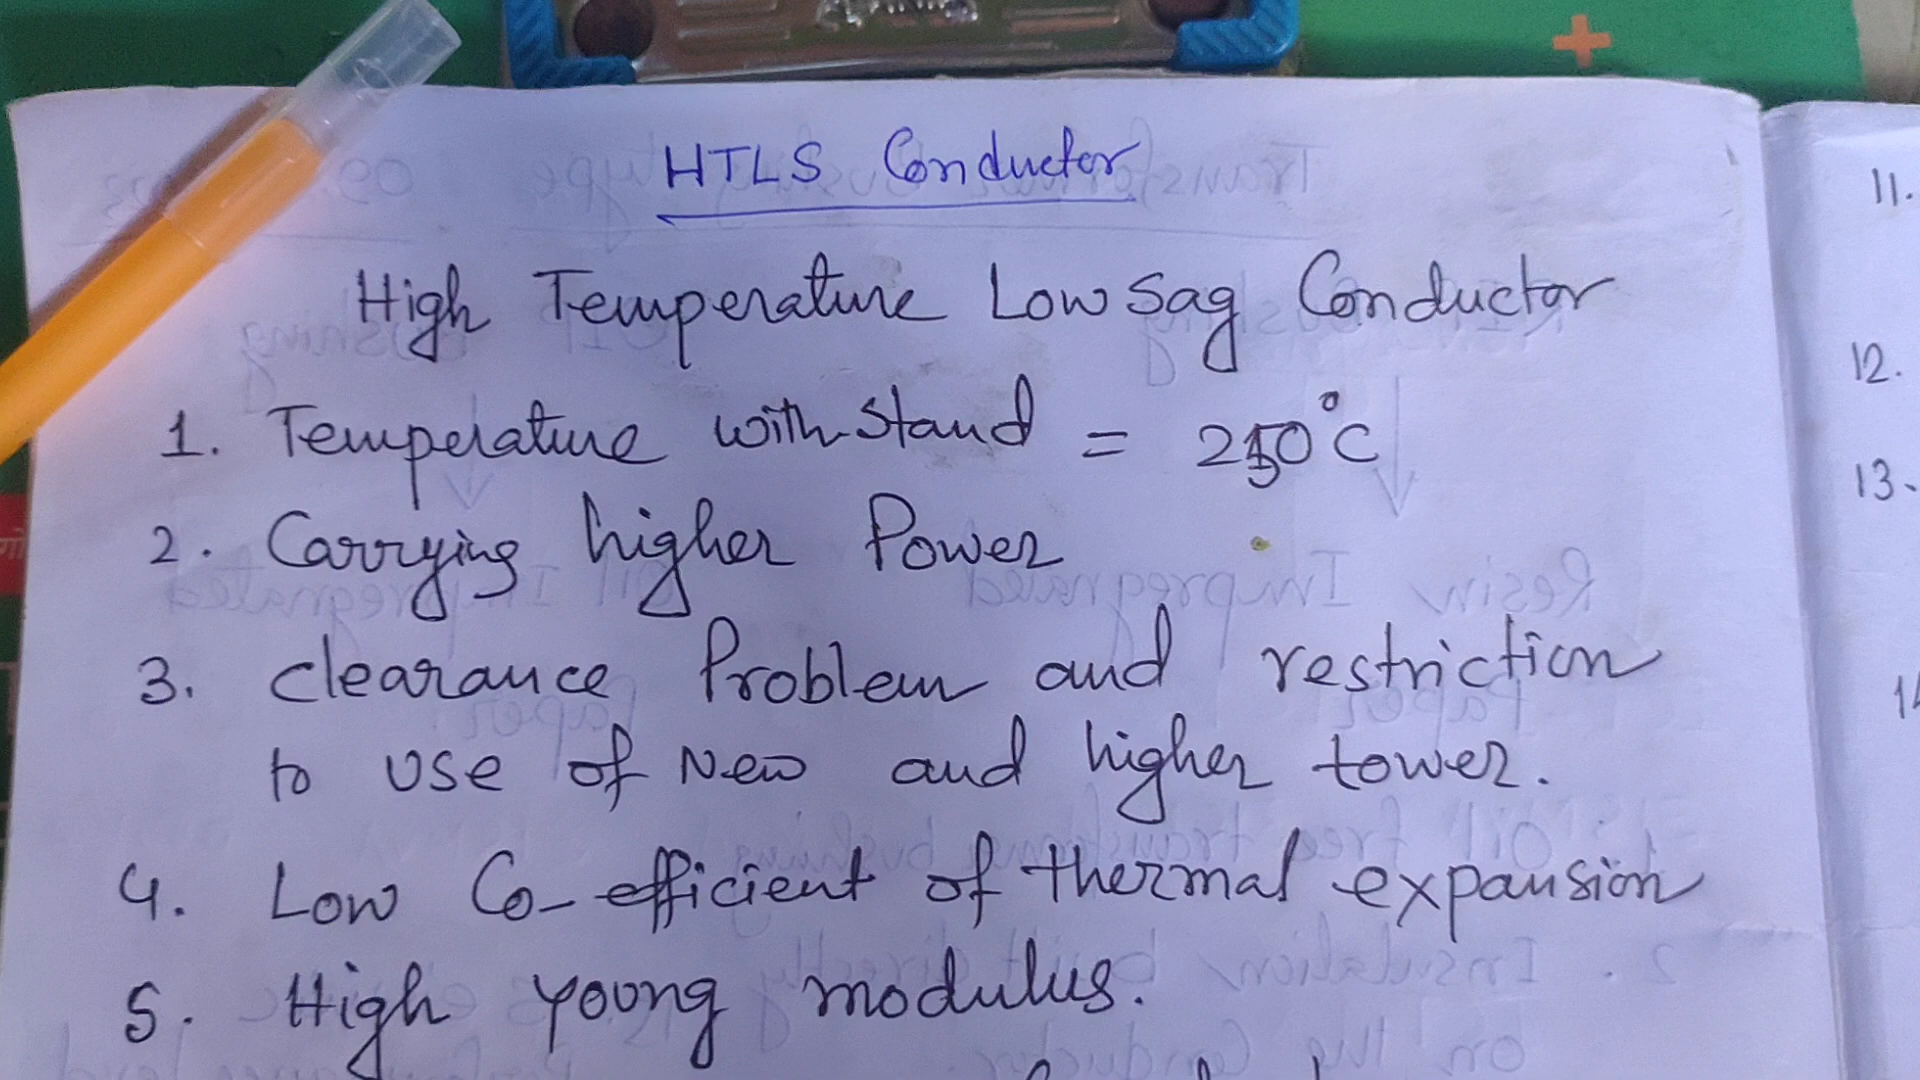 HTLS Conductor
High Temperature Low Sag Conductor
1. Temperature withstand = 250°C
2. Carrying higher Power
3. Clearance Problem and restriction
to use of New and higher tower.
4. Low Co-efficient of thermal expansion
5. High young modulus.
11.
12.
13.